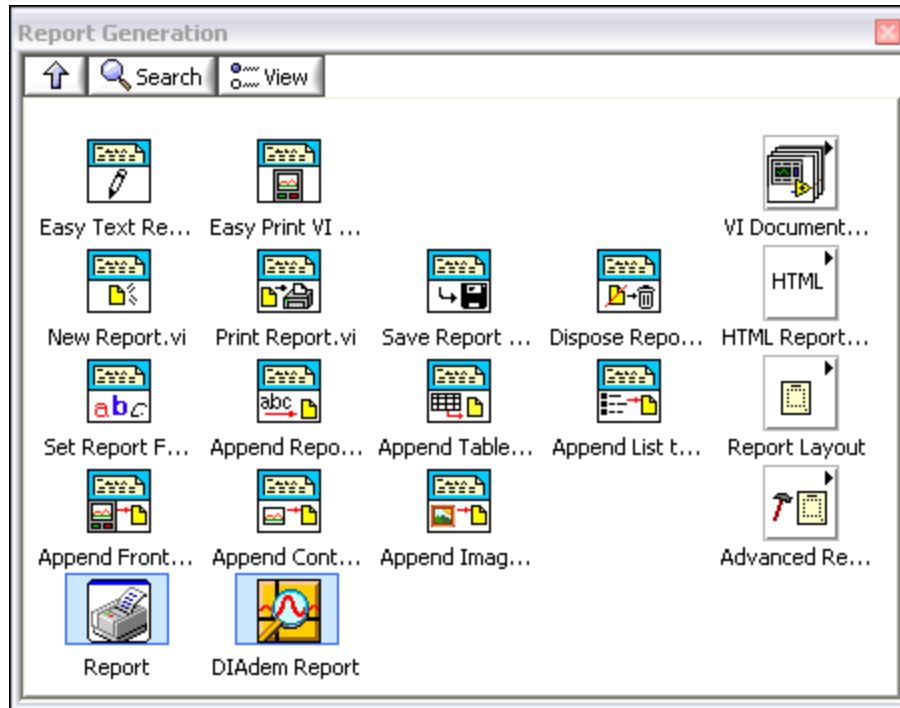 Report Generation
Search View
Easy Text Re... Easy Print VI ... VI Document...
HTML
New Report.vi Print Report.vi Save Report ... Dispose Repo... HTML Report...
abc abc
Set Report F... Append Repo... Append Table... Append List t... Report Layout
Append Front... Append Cont... Append Imag... Advanced Re...
Report DIAdem Report